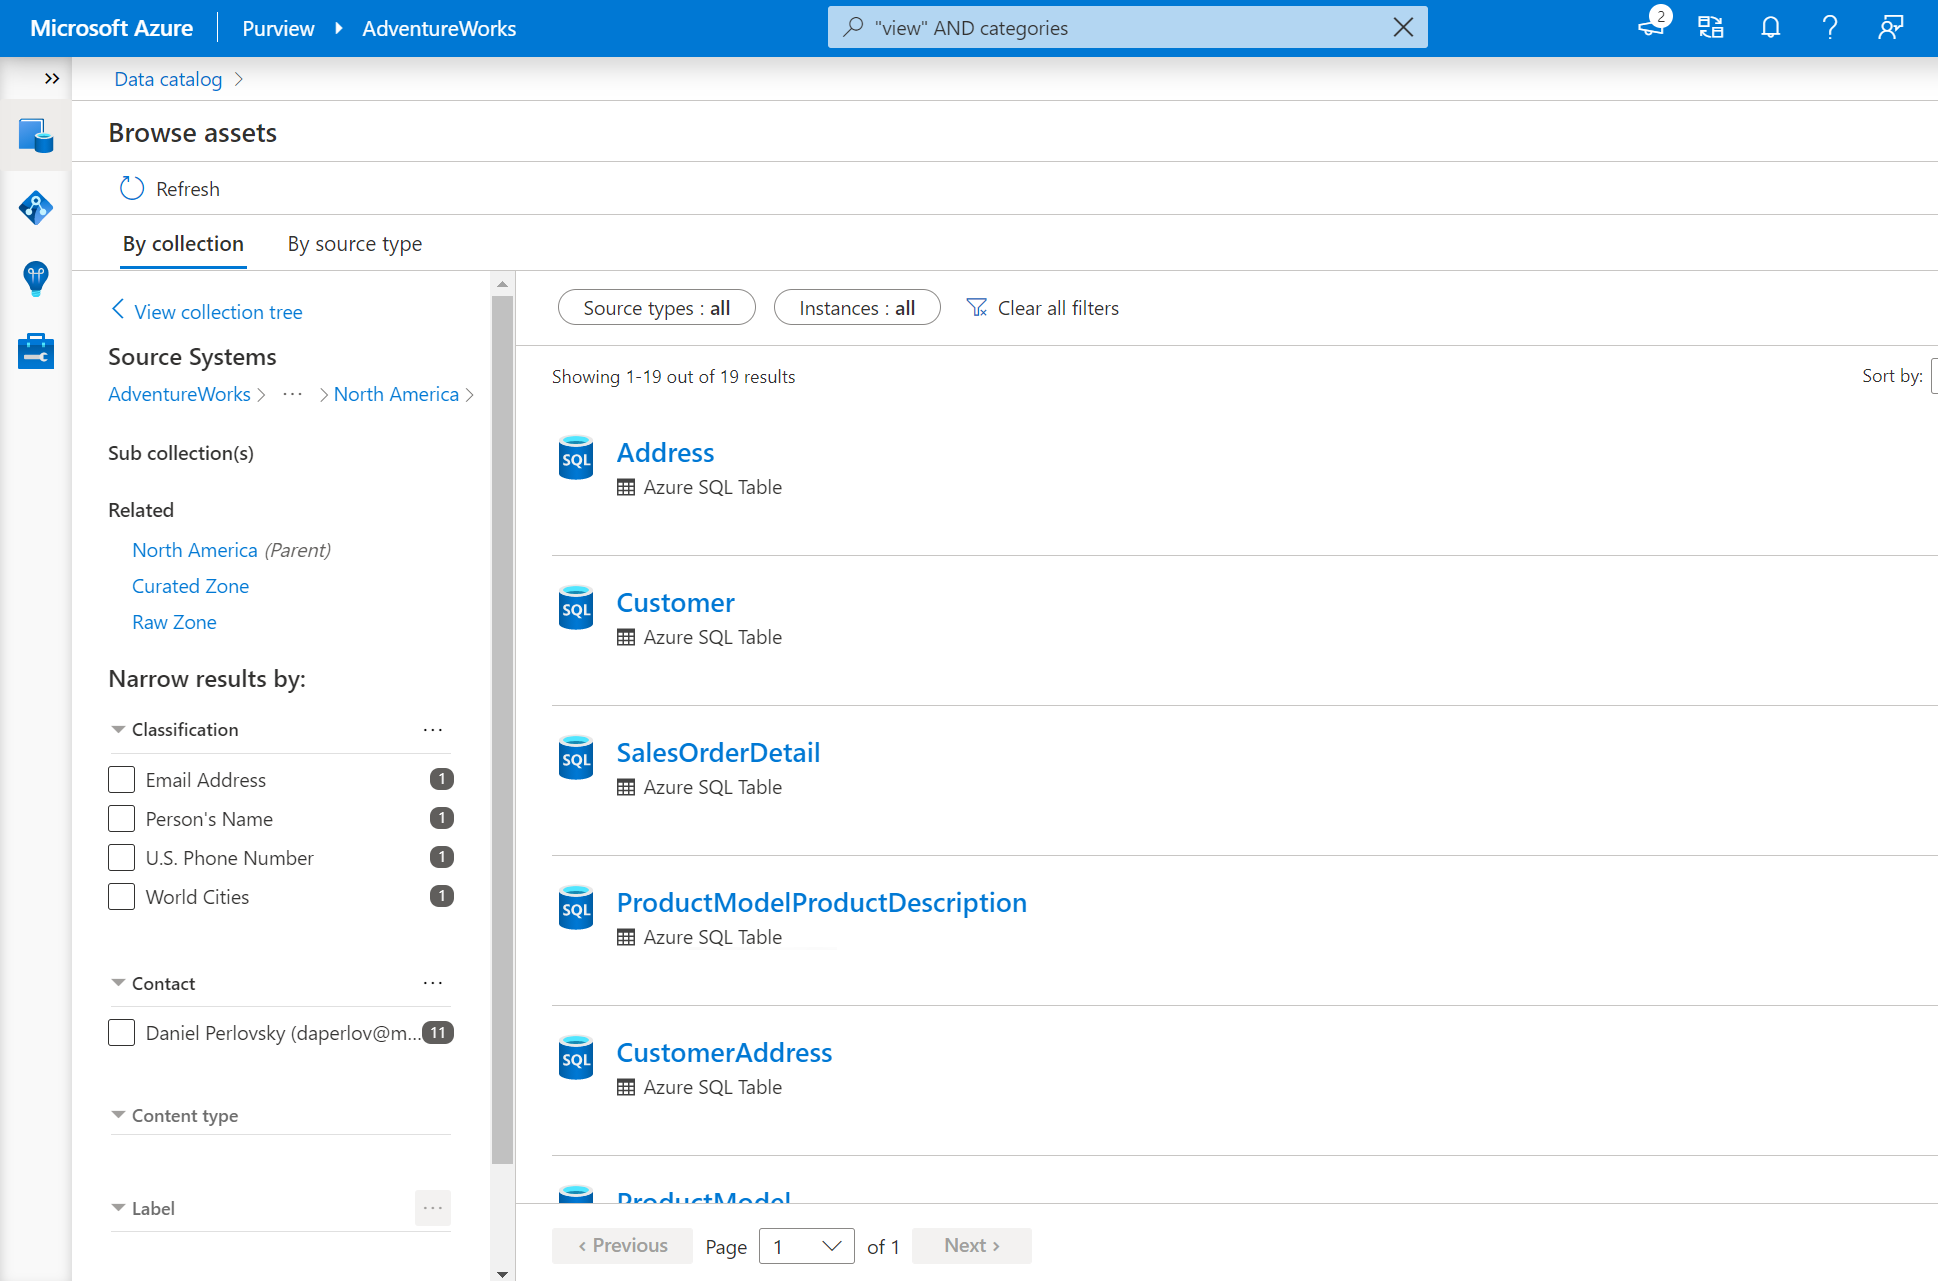 Microsoft Azure
Purview
AdventureWorks
"view" AND categories
2
Data catalog
Browse assets
Refresh
By collection
By source type
View collection tree
Source Systems
AdventureWorks
...
North America
Sub collection(s)
Related
North America (Parent)
Curated Zone
Raw Zone
Narrow results by:
Classification ...
Email Address 1
Person's Name 1
U.S. Phone Number 1
World Cities 1
Contact ...
Daniel Perlovsky (daperlov@m... 11
Content type
Label ...
Source types : all
Instances : all
Clear all filters
Showing 1-19 out of 19 results
Sort by:
SQL
Address
Azure SQL Table
SQL
Customer
Azure SQL Table
SQL
SalesOrderDetail
Azure SQL Table
SQL
ProductModelProductDescription
Azure SQL Table
SQL
CustomerAddress
Azure SQL Table
ProductModel
‹ Previous
Page 1 of 1
Next ›